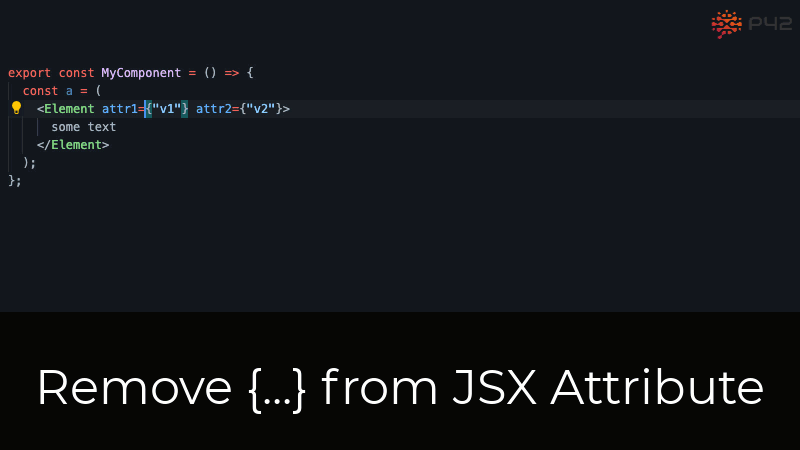 P42
export const MyComponent = () => {
  const a = (
    <Element attr1={"v1"} attr2={"v2"}>
      some text
    </Element>
  );
};
Remove {...} from JSX Attribute